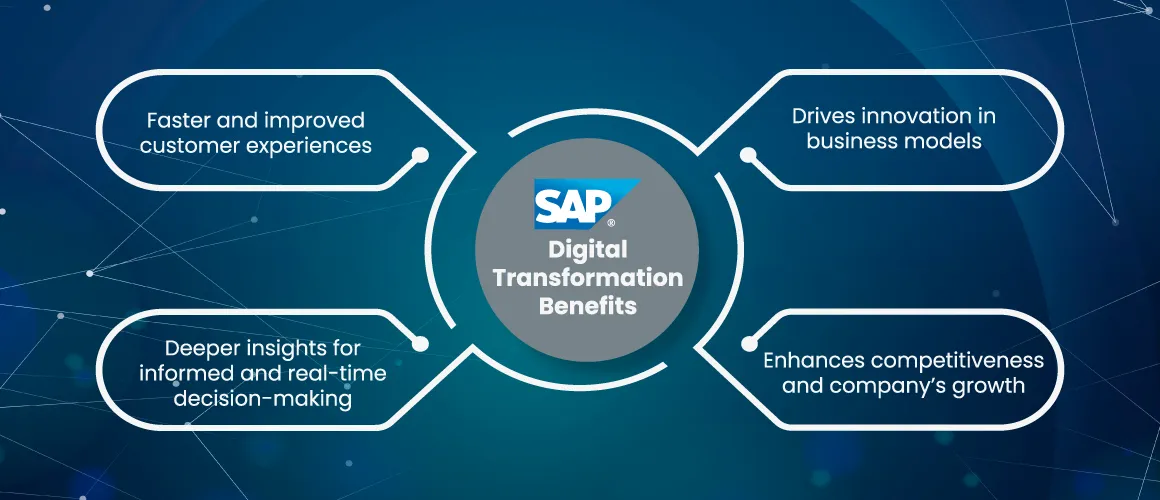 Faster and improved
customer experiences
Drives innovation in
business models
SAP®
Digital
Transformation
Benefits
Deeper insights for
informed and real-time
decision-making
Enhances competitiveness
and company’s growth